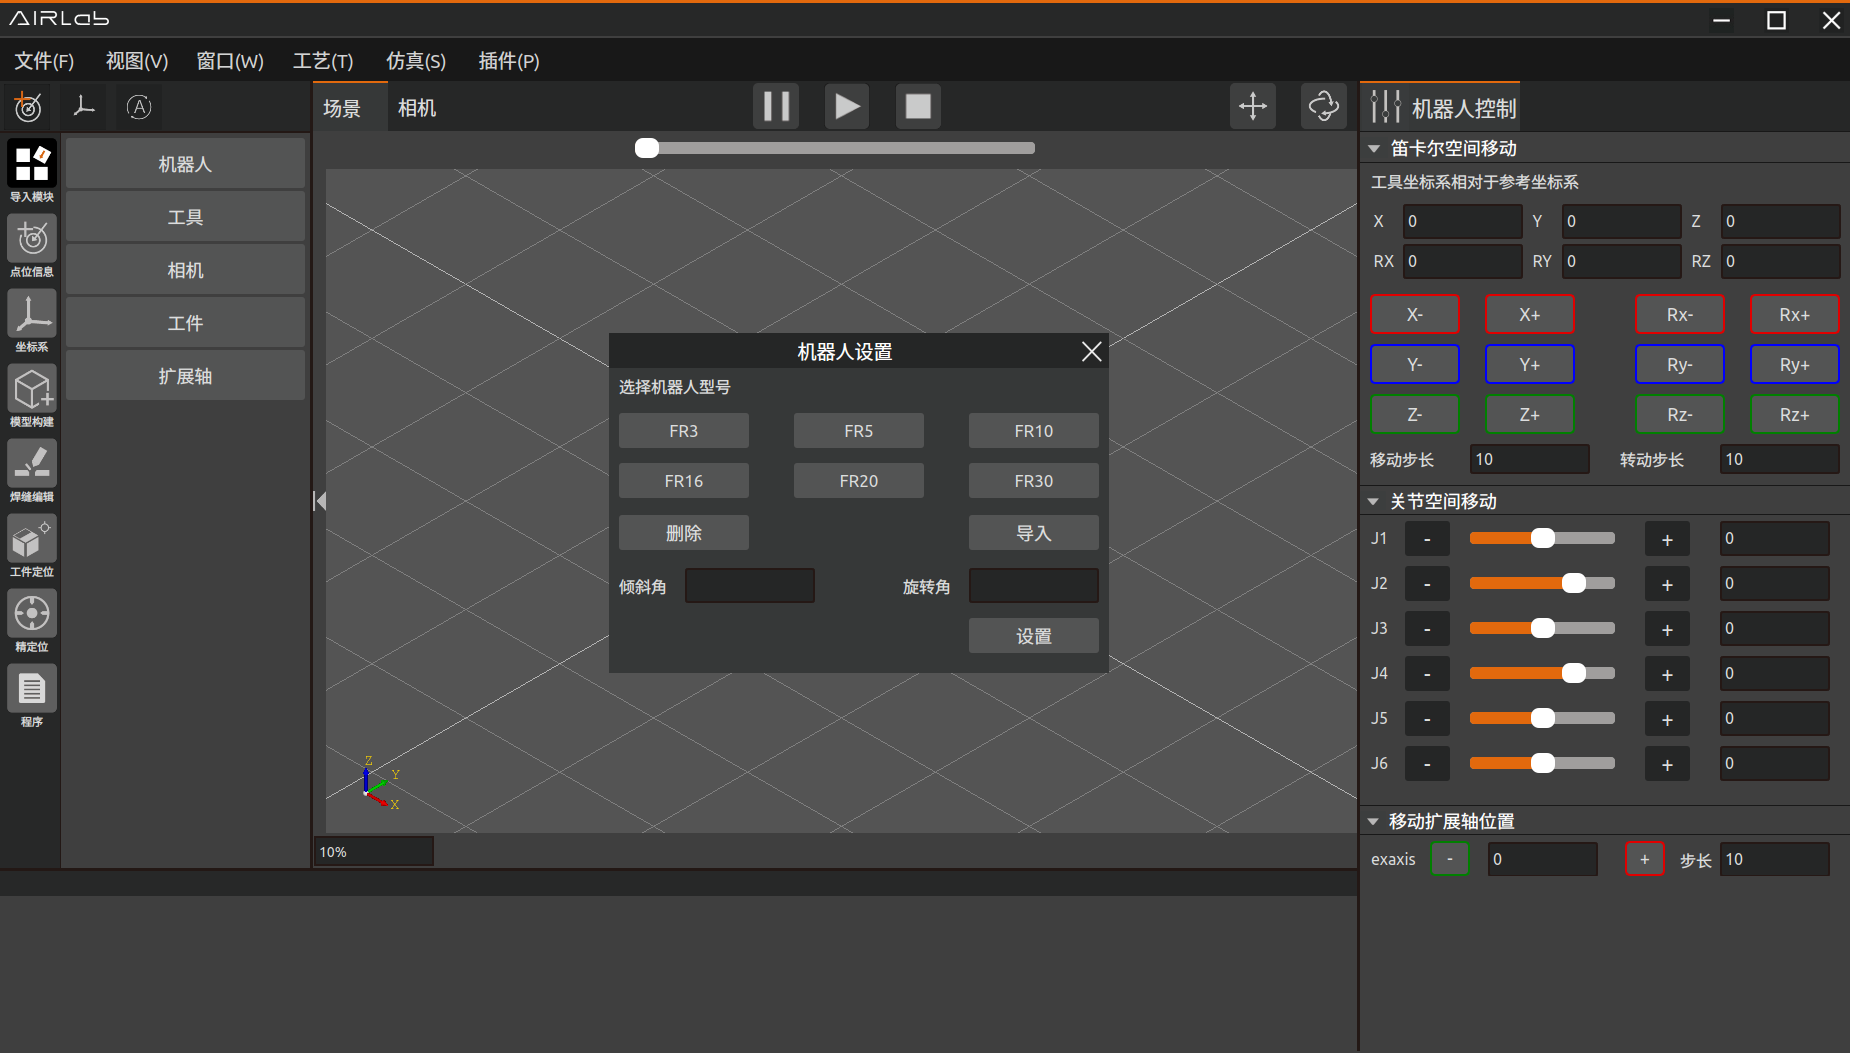 AIRLab
文件(F) 视图(V) 窗口(W) 工艺(T) 仿真(S) 插件(P)
A
场景 相机
机器人控制
导入模块
点位信息
坐标系
模型构建
焊缝编辑
工件定位
精定位
程序
机器人
工具
相机
工件
扩展轴
机器人设置
选择机器人型号
FR3 FR5 FR10
FR16 FR20 FR30
删除 导入
倾斜角 旋转角
设置
Z
Y
X
10%
笛卡尔空间移动
工具坐标系相对于参考坐标系
X 0 Y 0 Z 0
RX 0 RY 0 RZ 0
X- X+ Rx- Rx+
Y- Y+ Ry- Ry+
Z- Z+ Rz- Rz+
移动步长 10 转动步长 10
关节空间移动
J1 - + 0
J2 - + 0
J3 - + 0
J4 - + 0
J5 - + 0
J6 - + 0
移动扩展轴位置
exaxis - 0 + 步长 10